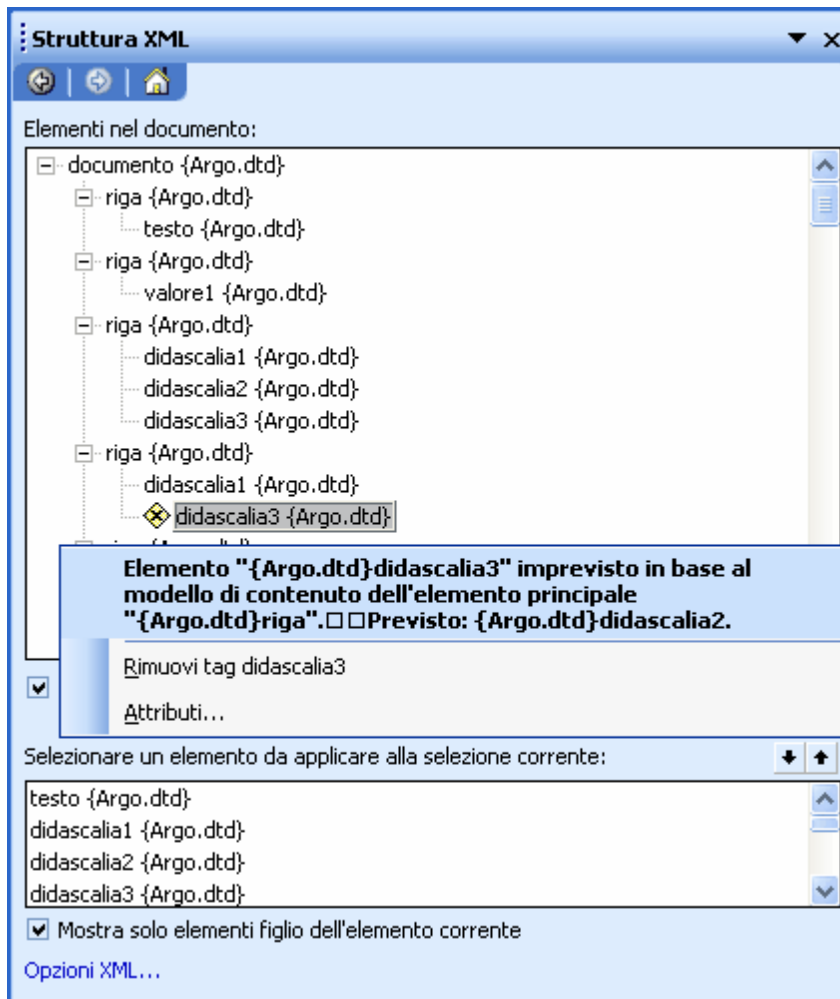 Struttura XML
Elementi nel documento:
documento {Argo.dtd}
riga {Argo.dtd}
testo {Argo.dtd}
riga {Argo.dtd}
valore1 {Argo.dtd}
riga {Argo.dtd}
didascalia1 {Argo.dtd}
didascalia2 {Argo.dtd}
didascalia3 {Argo.dtd}
riga {Argo.dtd}
didascalia1 {Argo.dtd}
didascalia3 {Argo.dtd}
Elemento "{Argo.dtd}didascalia3" imprevisto in base al
modello di contenuto dell'elemento principale
"{Argo.dtd}riga".□□Previsto: {Argo.dtd}didascalia2.
Rimuovi tag didascalia3
Attributi...
Selezionare un elemento da applicare alla selezione corrente:
testo {Argo.dtd}
didascalia1 {Argo.dtd}
didascalia2 {Argo.dtd}
didascalia3 {Argo.dtd}
Mostra solo elementi figlio dell'elemento corrente
Opzioni XML...